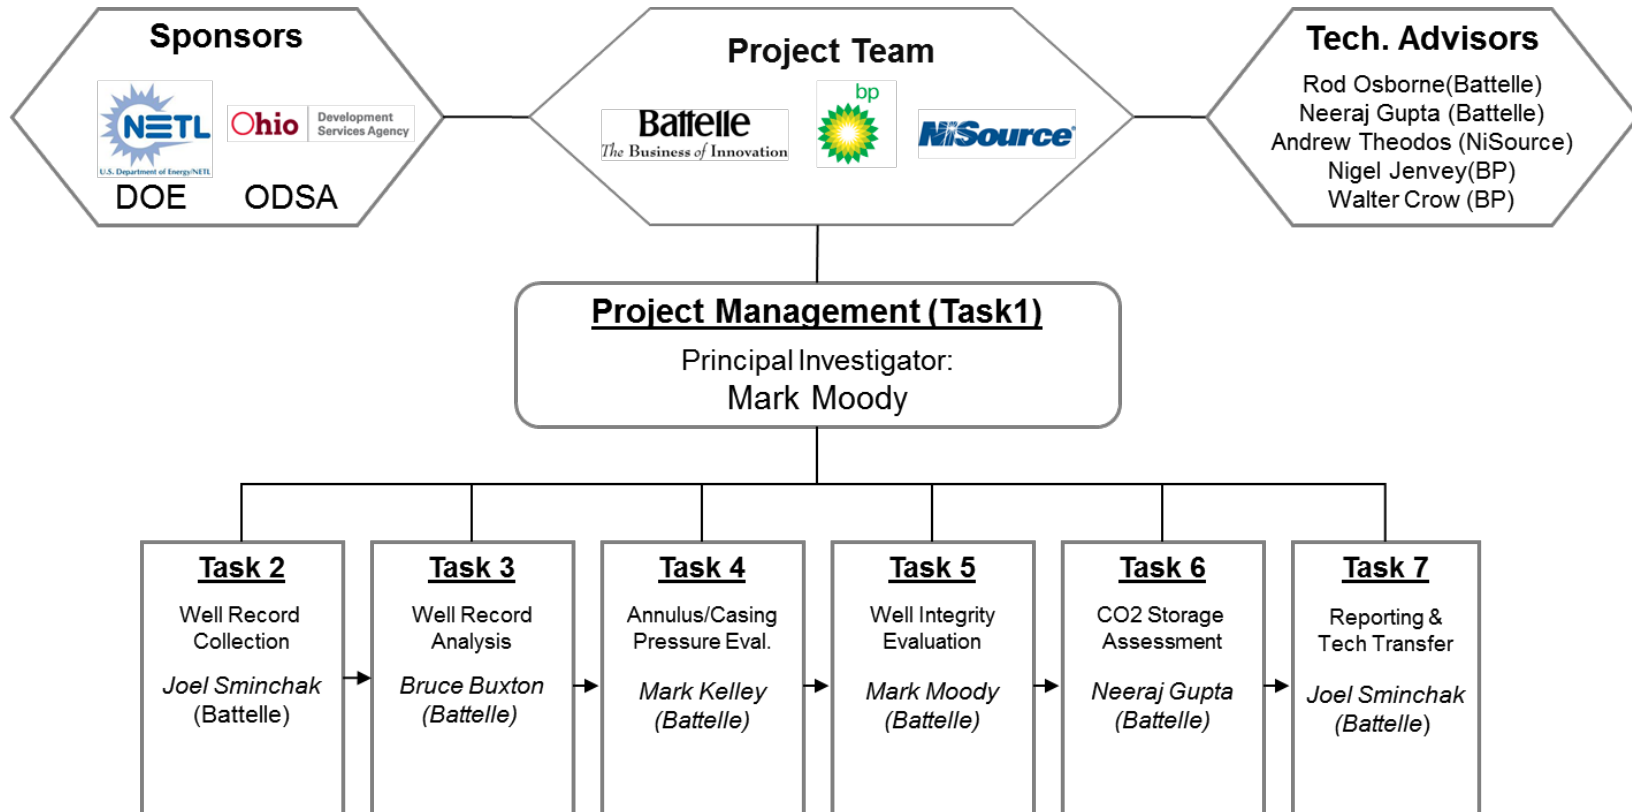 Sponsors
NETL
U.S. Department of Energy/NETL
Ohio
Development
Services Agency
DOE
ODSA
Project Team
Battelle
The Business of Innovation
bp
NiSource®
Tech. Advisors
Rod Osborne(Battelle)
Neeraj Gupta (Battelle)
Andrew Theodos (NiSource)
Nigel Jenvey(BP)
Walter Crow (BP)
Project Management (Task1)
Principal Investigator:
Mark Moody
Task 2
Well Record
Collection
Joel Sminchak
(Battelle)
Task 3
Well Record
Analysis
Bruce Buxton
(Battelle)
Task 4
Annulus/Casing
Pressure Eval.
Mark Kelley
(Battelle)
Task 5
Well Integrity
Evaluation
Mark Moody
(Battelle)
Task 6
CO2 Storage
Assessment
Neeraj Gupta
(Battelle)
Task 7
Reporting &
Tech Transfer
Joel Sminchak
(Battelle)